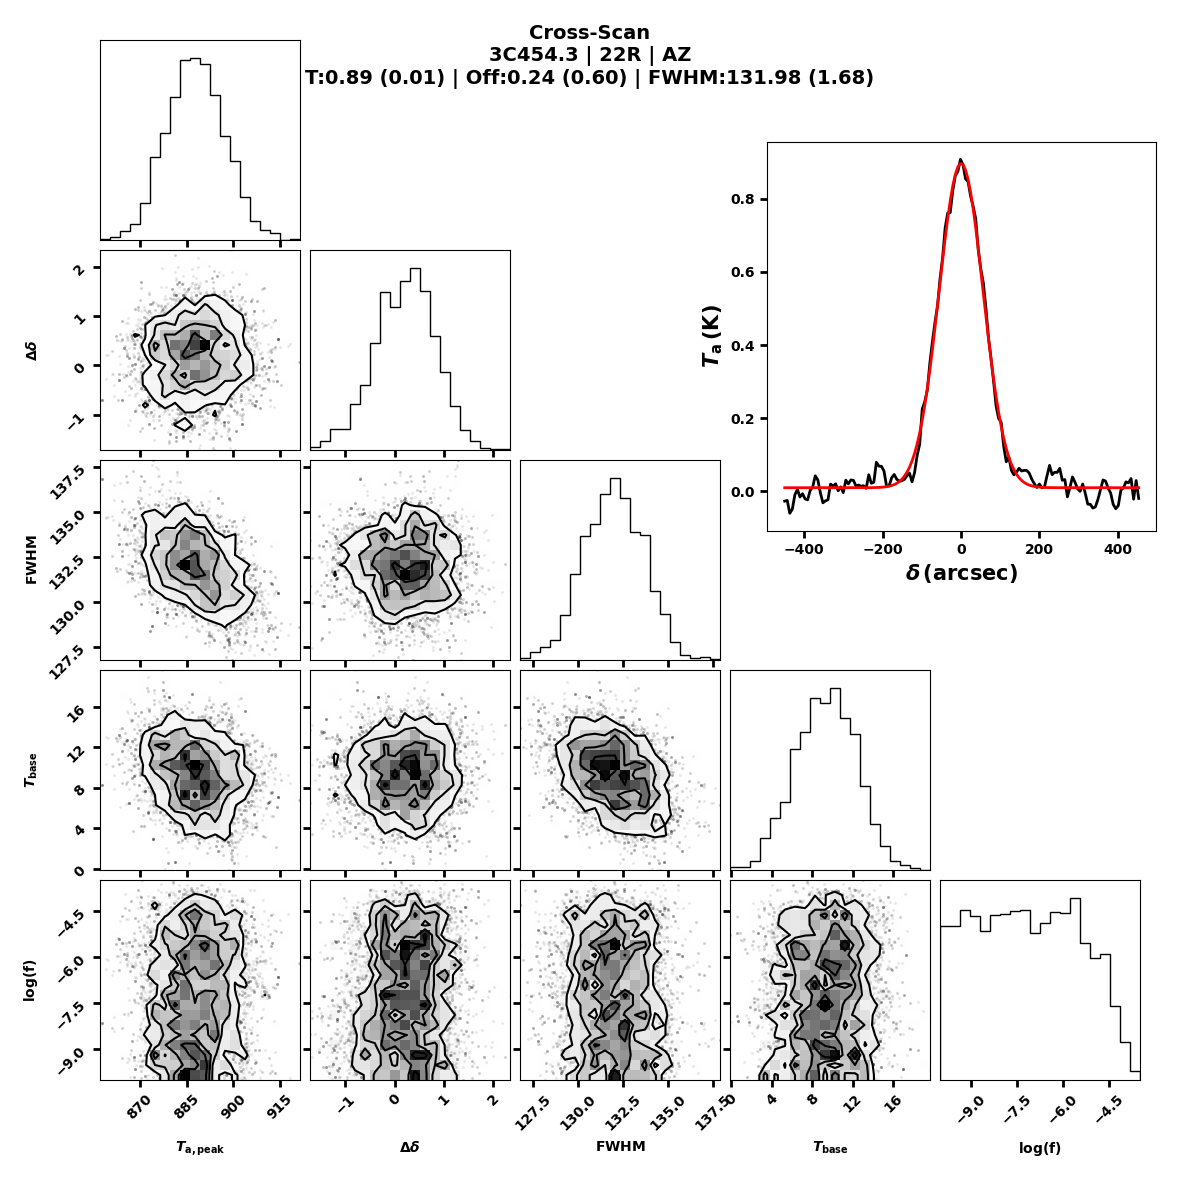 Cross-Scan
3C454.3 | 22R | AZ
T:0.89 (0.01) | Off:0.24 (0.60) | FWHM:131.98 (1.68)
0.8
0.6
0.4
0.2
0.0
Ta (K)
−400 −200 0 200 400
δ (arcsec)
2
1
0
−1
Δδ
137.5
135.0
132.5
130.0
127.5
FWHM
16
12
8
4
0
Tbase
−4.5
−6.0
−7.5
−9.0
log(f)
870 885 900 915
−1 0 1 2
127.5 130.0 132.5 135.0 137.5
0 4 8 12 16
−9.0 −7.5 −6.0 −4.5
Ta,peak Δδ FWHM Tbase log(f)